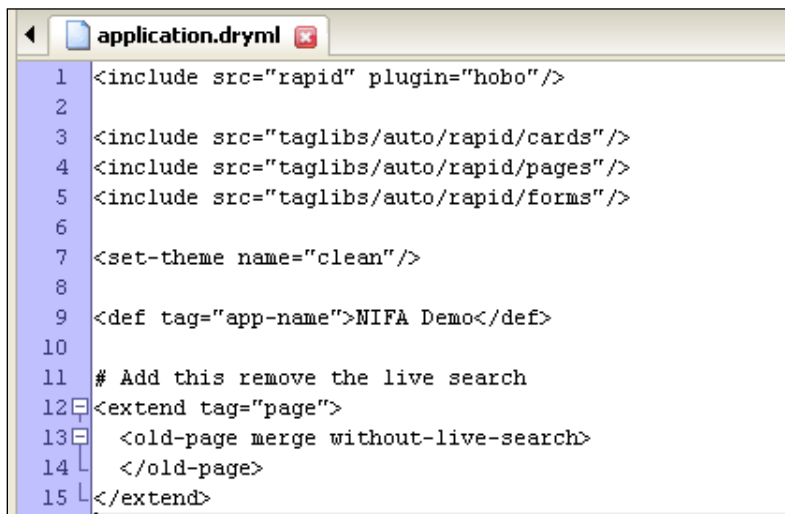 application.dryml
1 <include src="rapid" plugin="hobo"/>
2
3 <include src="taglibs/auto/rapid/cards"/>
4 <include src="taglibs/auto/rapid/pages"/>
5 <include src="taglibs/auto/rapid/forms"/>
6
7 <set-theme name="clean"/>
8
9 <def tag="app-name">NIFA Demo</def>
10
11 # Add this remove the live search
12 <extend tag="page">
13   <old-page merge without-live-search>
14   </old-page>
15 </extend>